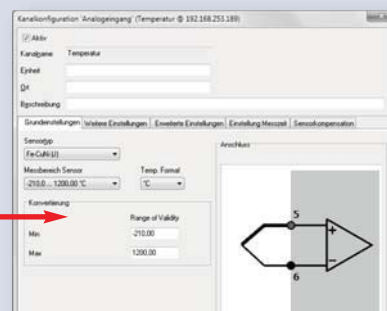 Kanalkonfiguration 'Analogeingang' (Temperatur @ 192.168.253.189)
Aktiv
Kanalname Temperatur
Einheit
Ort
Beschreibung
Grundeinstellungen Weitere Einstellungen Erweiterte Einstellungen Einstellung Messzeit Sensorkompensation
Sensortyp
Fe-CuNi (J)
Messbereich Sensor Temp. Format
-210,0 ... 1200,00 °C °C
Konvertierung
Range of Validity
Min -210,00
Max 1200,00
Anschluss
5
+
-
6